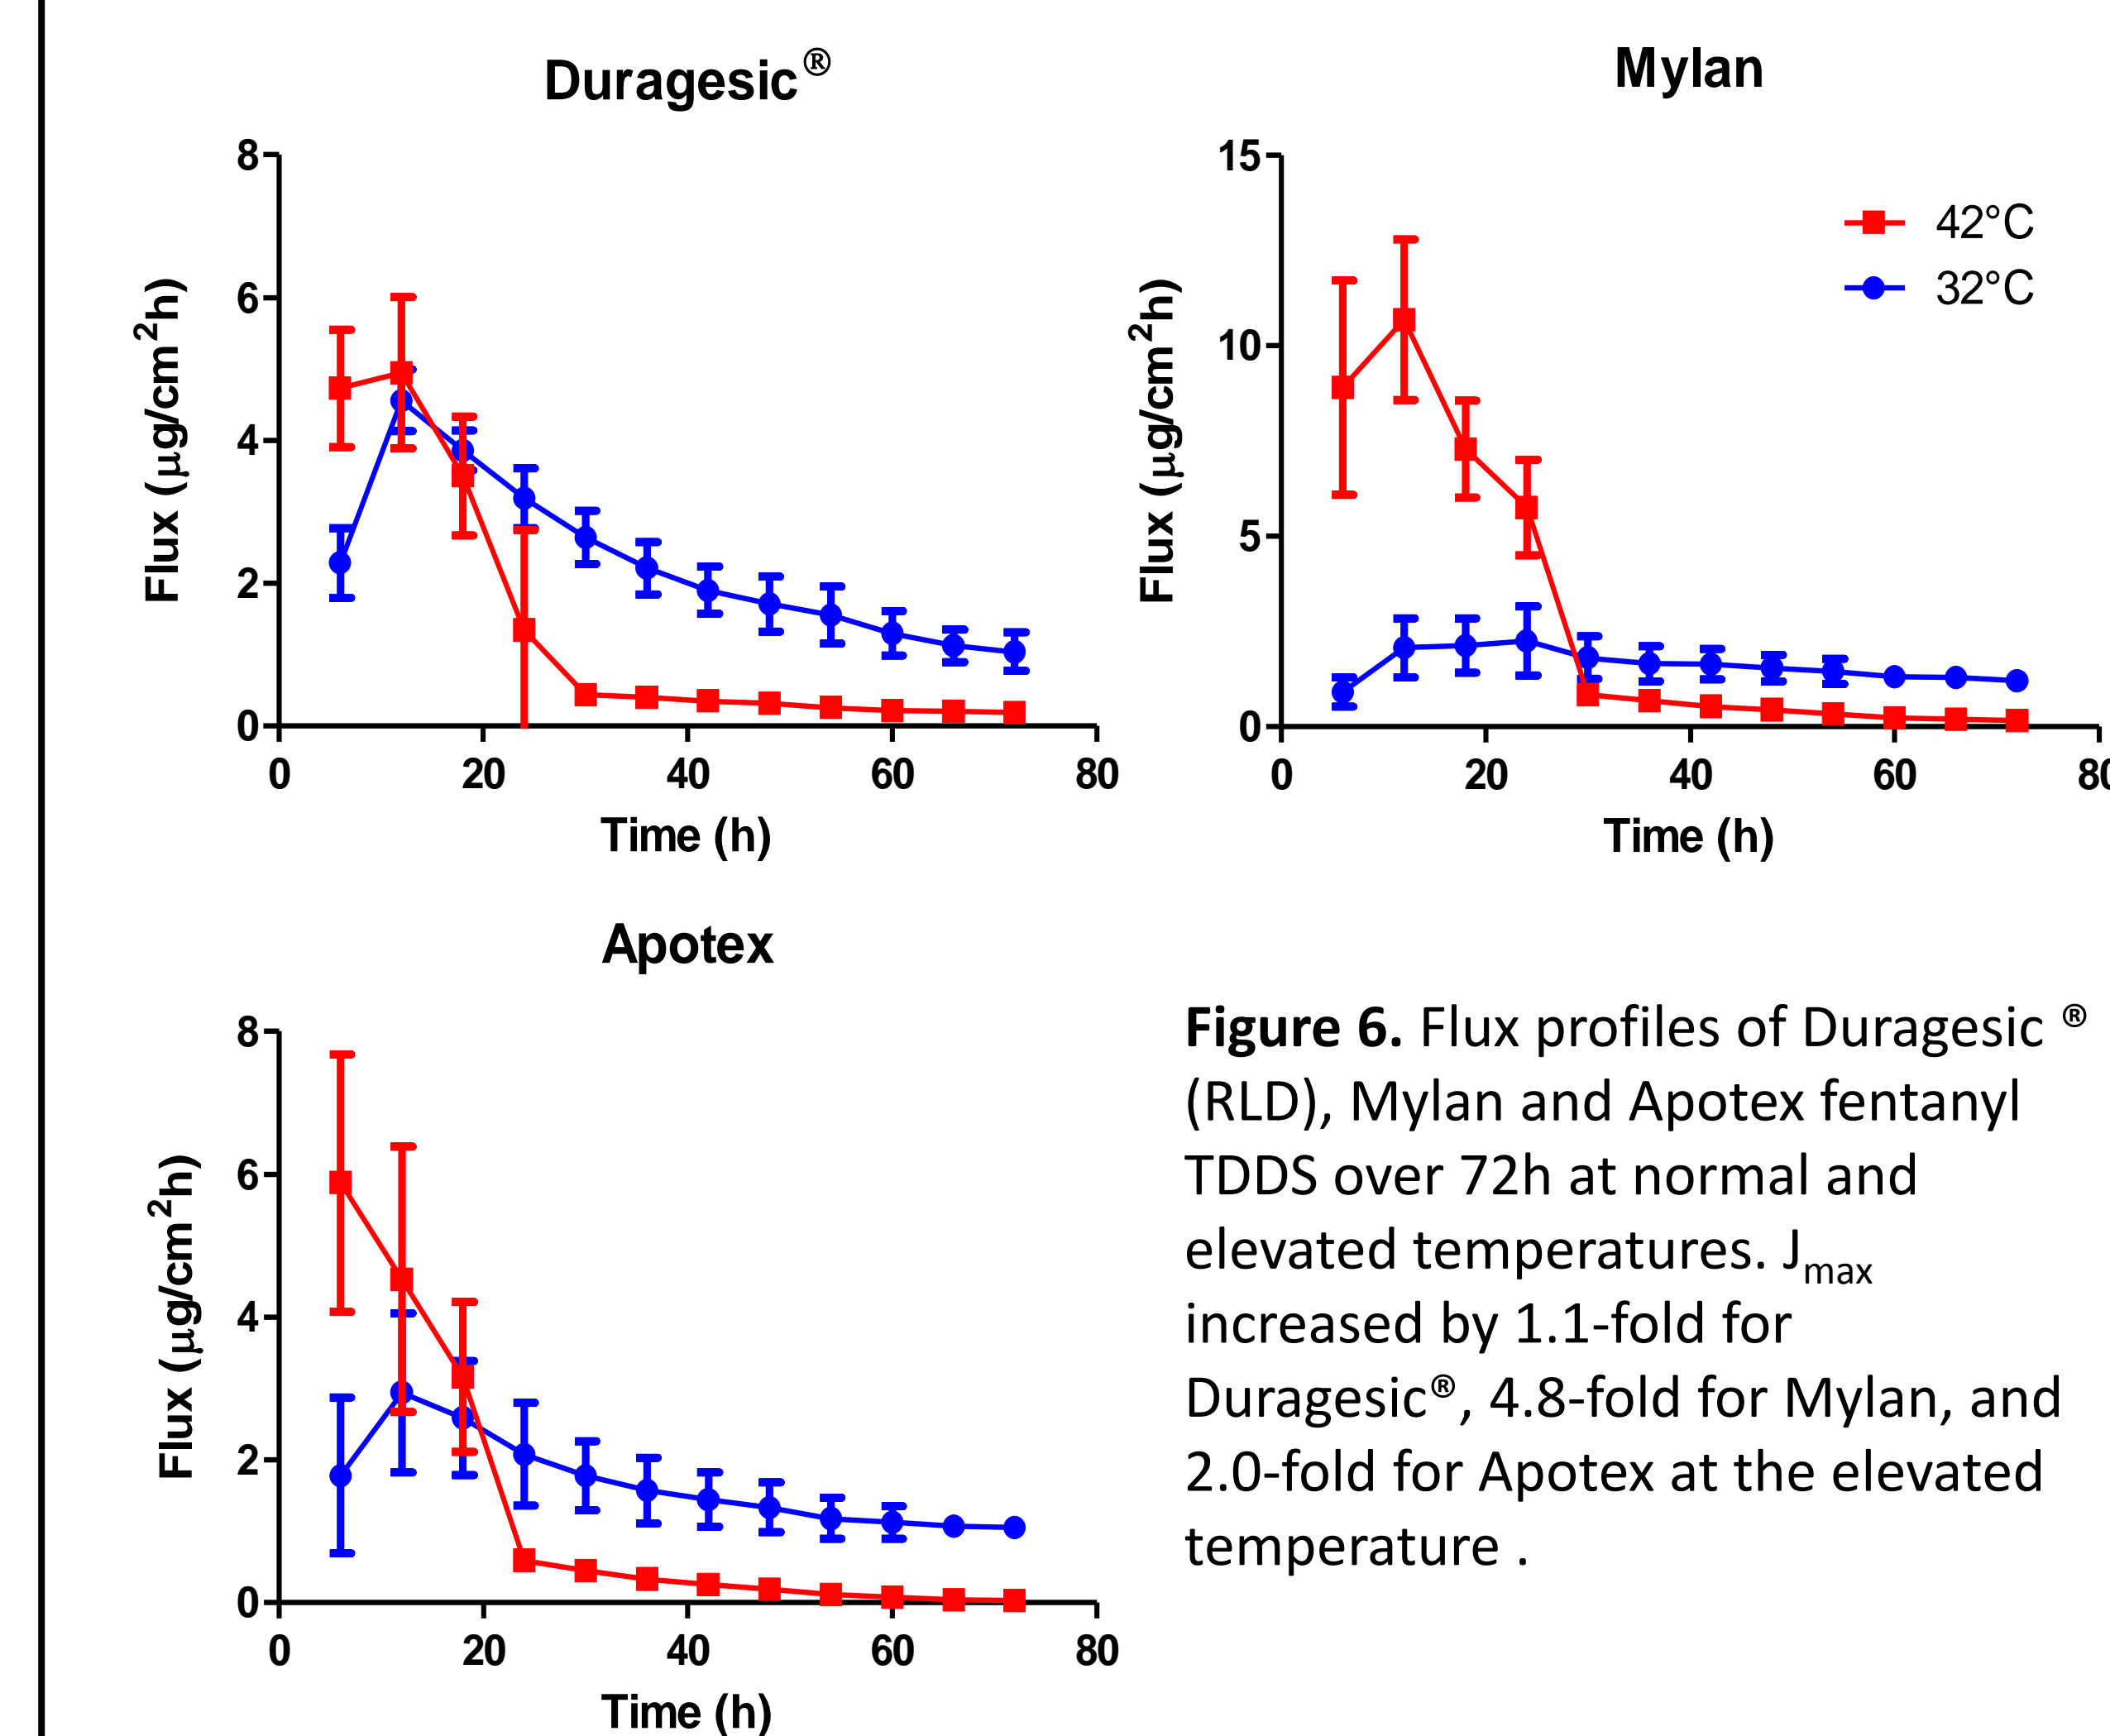 Duragesic®
8
6
4
2
0
Flux (µg/cm²h)
0 20 40 60 80
Time (h)
Mylan
15
10
5
0
Flux (µg/cm²h)
42°C
32°C
0 20 40 60 80
Time (h)
Apotex
8
6
4
2
0
Flux (µg/cm²h)
0 20 40 60 80
Time (h)
Figure 6. Flux profiles of Duragesic ®
(RLD), Mylan and Apotex fentanyl
TDDS over 72h at normal and
elevated temperatures. Jmax
increased by 1.1-fold for
Duragesic®, 4.8-fold for Mylan, and
2.0-fold for Apotex at the elevated
temperature .